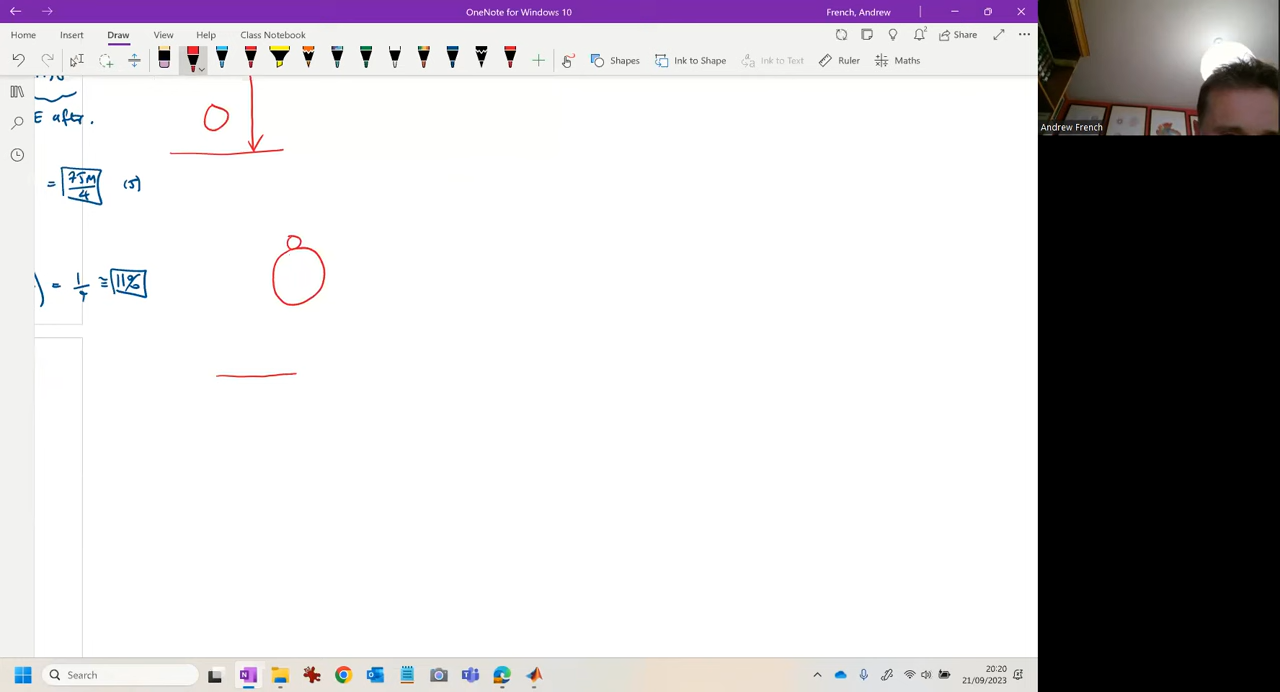 OneNote for Windows 10
French, Andrew
Home Insert Draw View Help Class Notebook
Share
Shapes Ink to Shape Ink to Text Ruler Maths
Andrew French
E after.
= 75M/4 (5)
) = 1/9 ≅ 11%
Search
20:20
21/09/2023